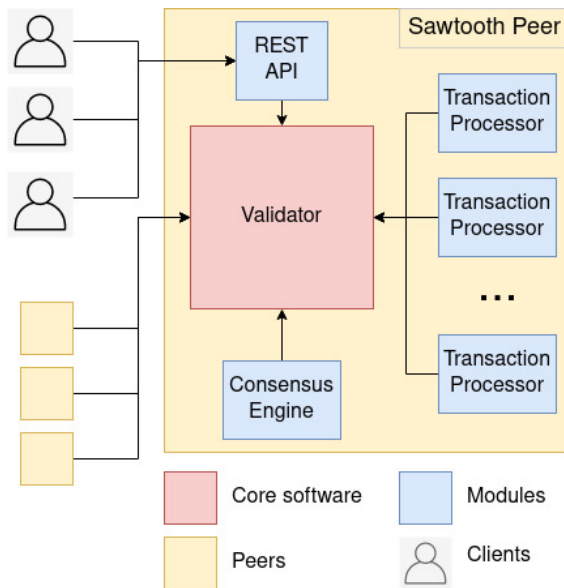 Sawtooth Peer
REST
API
Transaction
Processor
Validator
Transaction
Processor
...
Transaction
Processor
Consensus
Engine
Core software
Modules
Peers
Clients